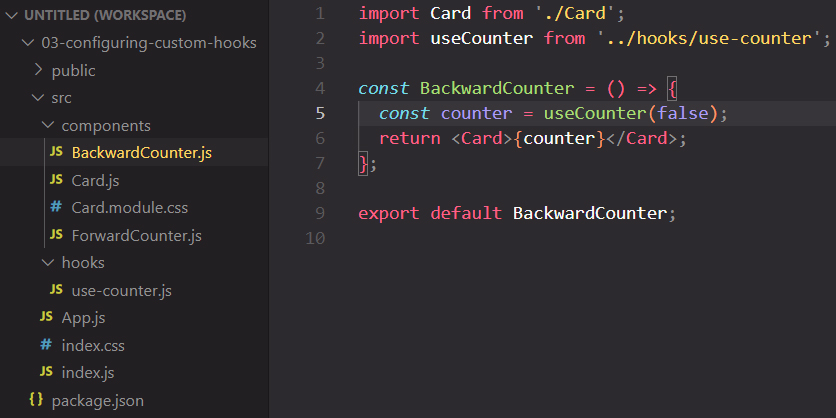 UNTITLED (WORKSPACE)
03-configuring-custom-hooks
public
src
components
JS BackwardCounter.js
JS Card.js
# Card.module.css
JS ForwardCounter.js
hooks
JS use-counter.js
JS App.js
# index.css
JS index.js
{} package.json
1 import Card from './Card';
2 import useCounter from '../hooks/use-counter';
3
4 const BackwardCounter = () => {
5   const counter = useCounter(false);
6   return <Card>{counter}</Card>;
7 };
8
9 export default BackwardCounter;
10